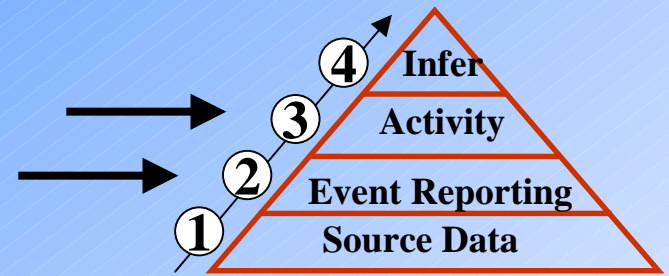 4 Infer
3 Activity
2 Event Reporting
1 Source Data